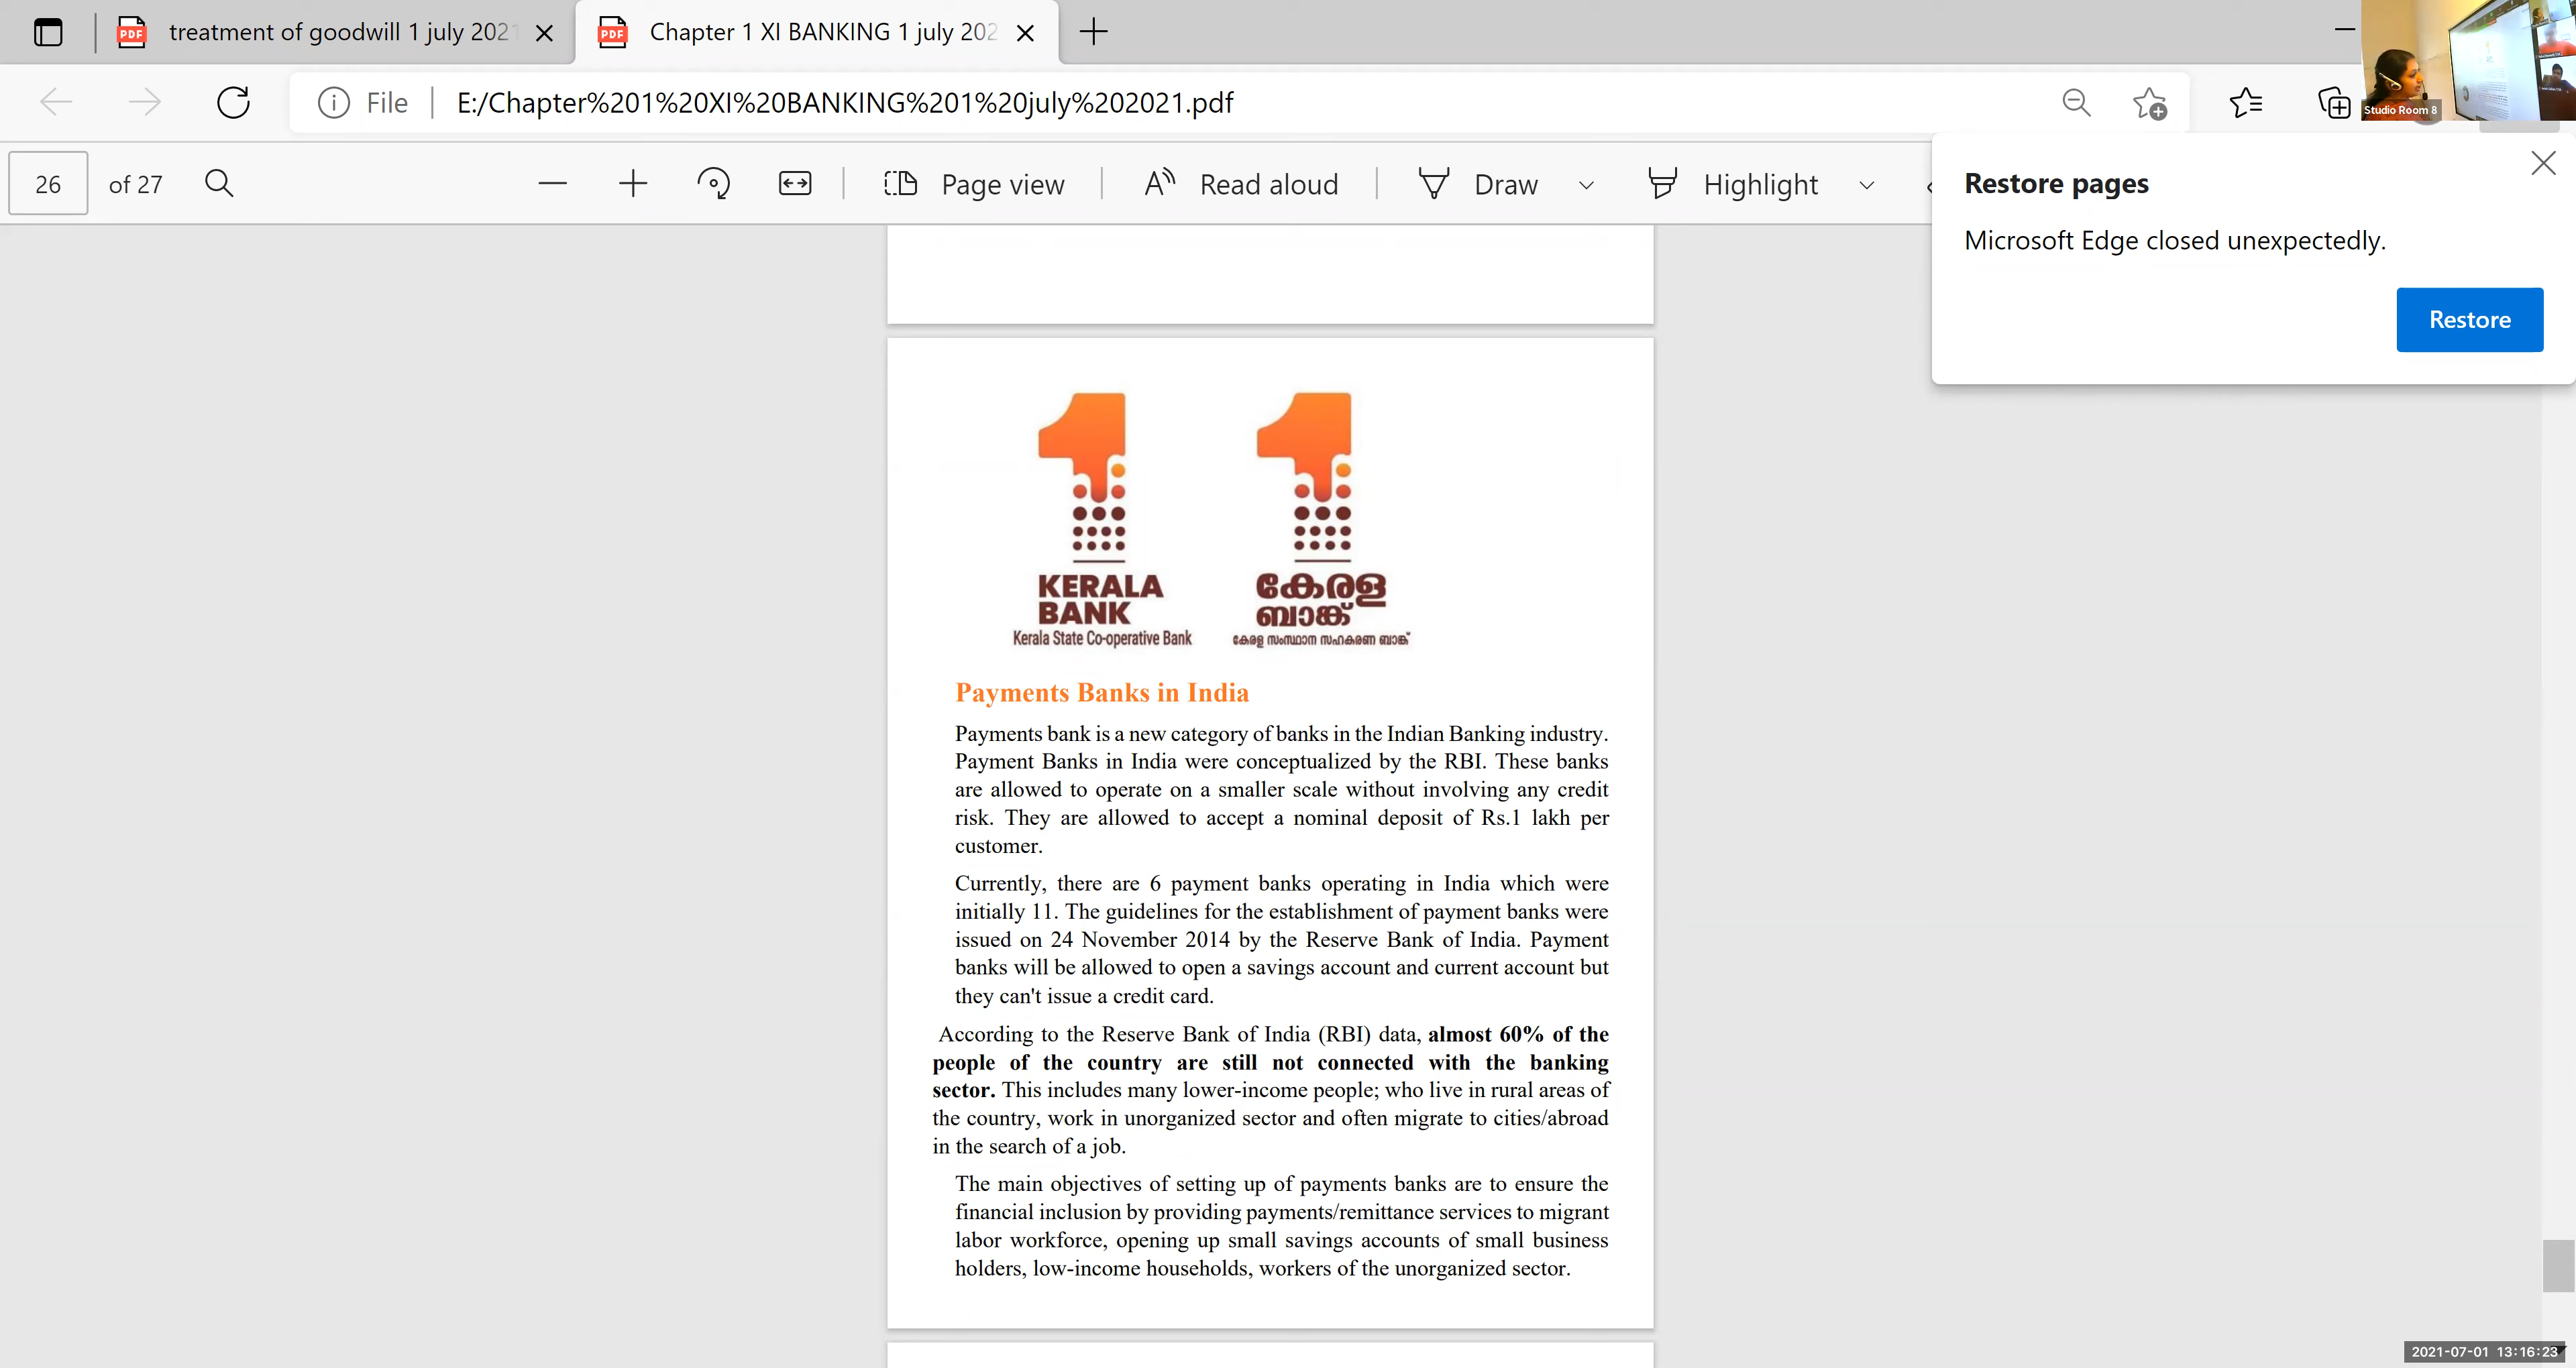 treatment of goodwill 1 july 2021
Chapter 1 XI BANKING 1 july 202
File
E:/Chapter%201%20XI%20BANKING%201%20july%202021.pdf
Studio Room 8
26 of 27
Page view
Read aloud
Draw
Highlight
Restore pages
Microsoft Edge closed unexpectedly.
Restore
KERALA
BANK
Kerala State Co-operative Bank
കേരള
ബാങ്ക്
കേരള സംസ്ഥാന സഹകരണ ബാങ്ക്
Payments Banks in India
Payments bank is a new category of banks in the Indian Banking industry.
Payment Banks in India were conceptualized by the RBI. These banks
are allowed to operate on a smaller scale without involving any credit
risk. They are allowed to accept a nominal deposit of Rs.1 lakh per
customer.
Currently, there are 6 payment banks operating in India which were
initially 11. The guidelines for the establishment of payment banks were
issued on 24 November 2014 by the Reserve Bank of India. Payment
banks will be allowed to open a savings account and current account but
they can't issue a credit card.
According to the Reserve Bank of India (RBI) data, almost 60% of the
people of the country are still not connected with the banking
sector. This includes many lower-income people; who live in rural areas of
the country, work in unorganized sector and often migrate to cities/abroad
in the search of a job.
The main objectives of setting up of payments banks are to ensure the
financial inclusion by providing payments/remittance services to migrant
labor workforce, opening up small savings accounts of small business
holders, low-income households, workers of the unorganized sector.
2021-07-01 13:16:23